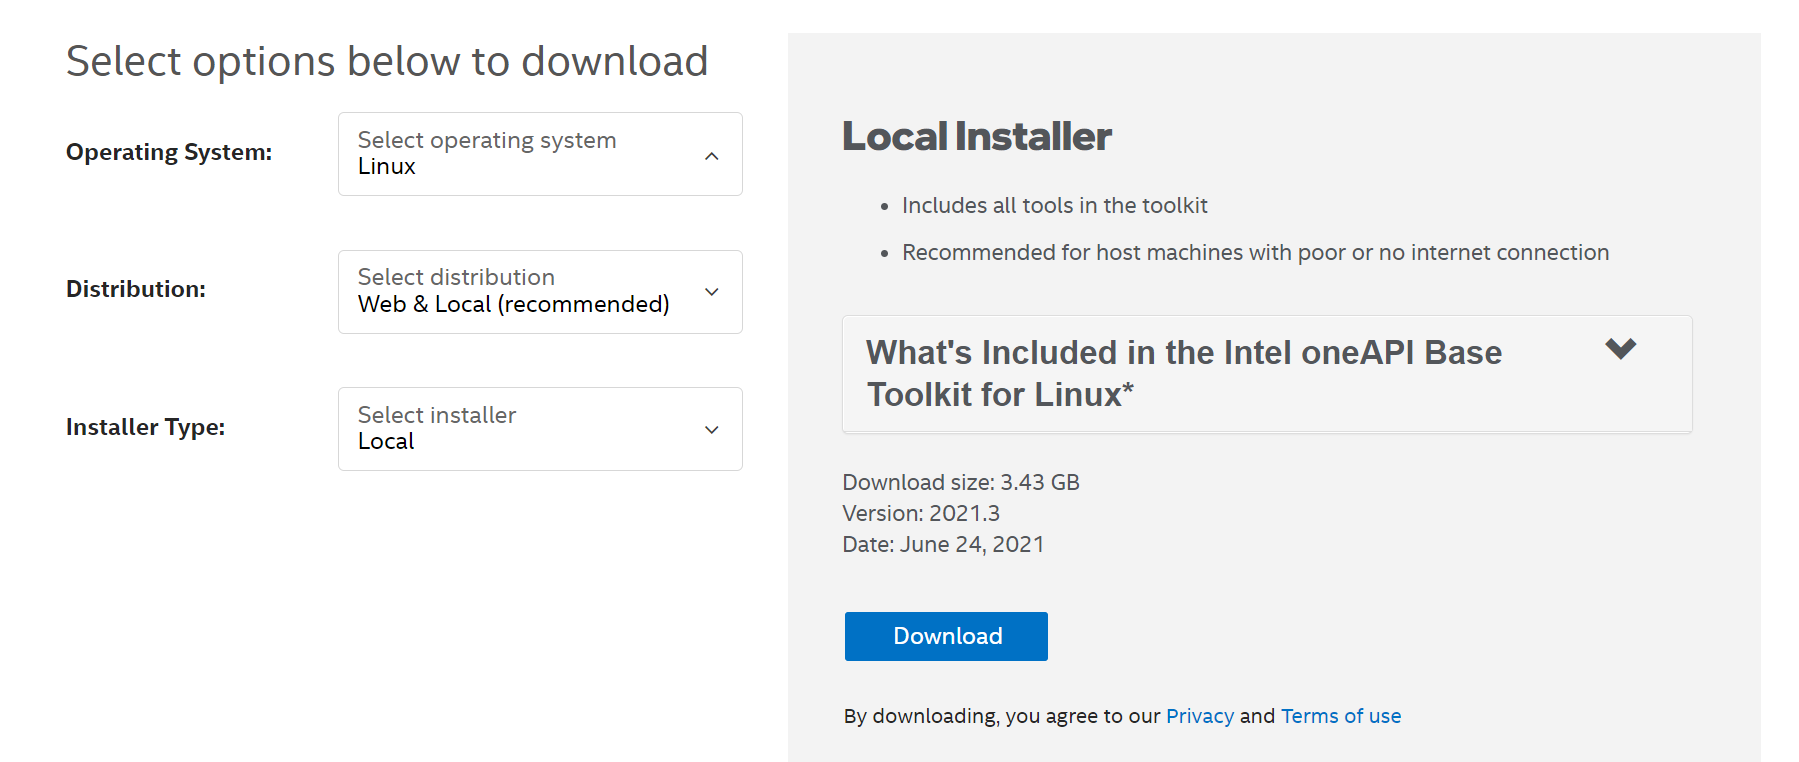 Select options below to download
Operating System:
Select operating system
Linux
Distribution:
Select distribution
Web & Local (recommended)
Installer Type:
Select installer
Local
Local Installer
• Includes all tools in the toolkit
• Recommended for host machines with poor or no internet connection
What's Included in the Intel oneAPI Base
Toolkit for Linux*
Download size: 3.43 GB
Version: 2021.3
Date: June 24, 2021
Download
By downloading, you agree to our Privacy and Terms of use